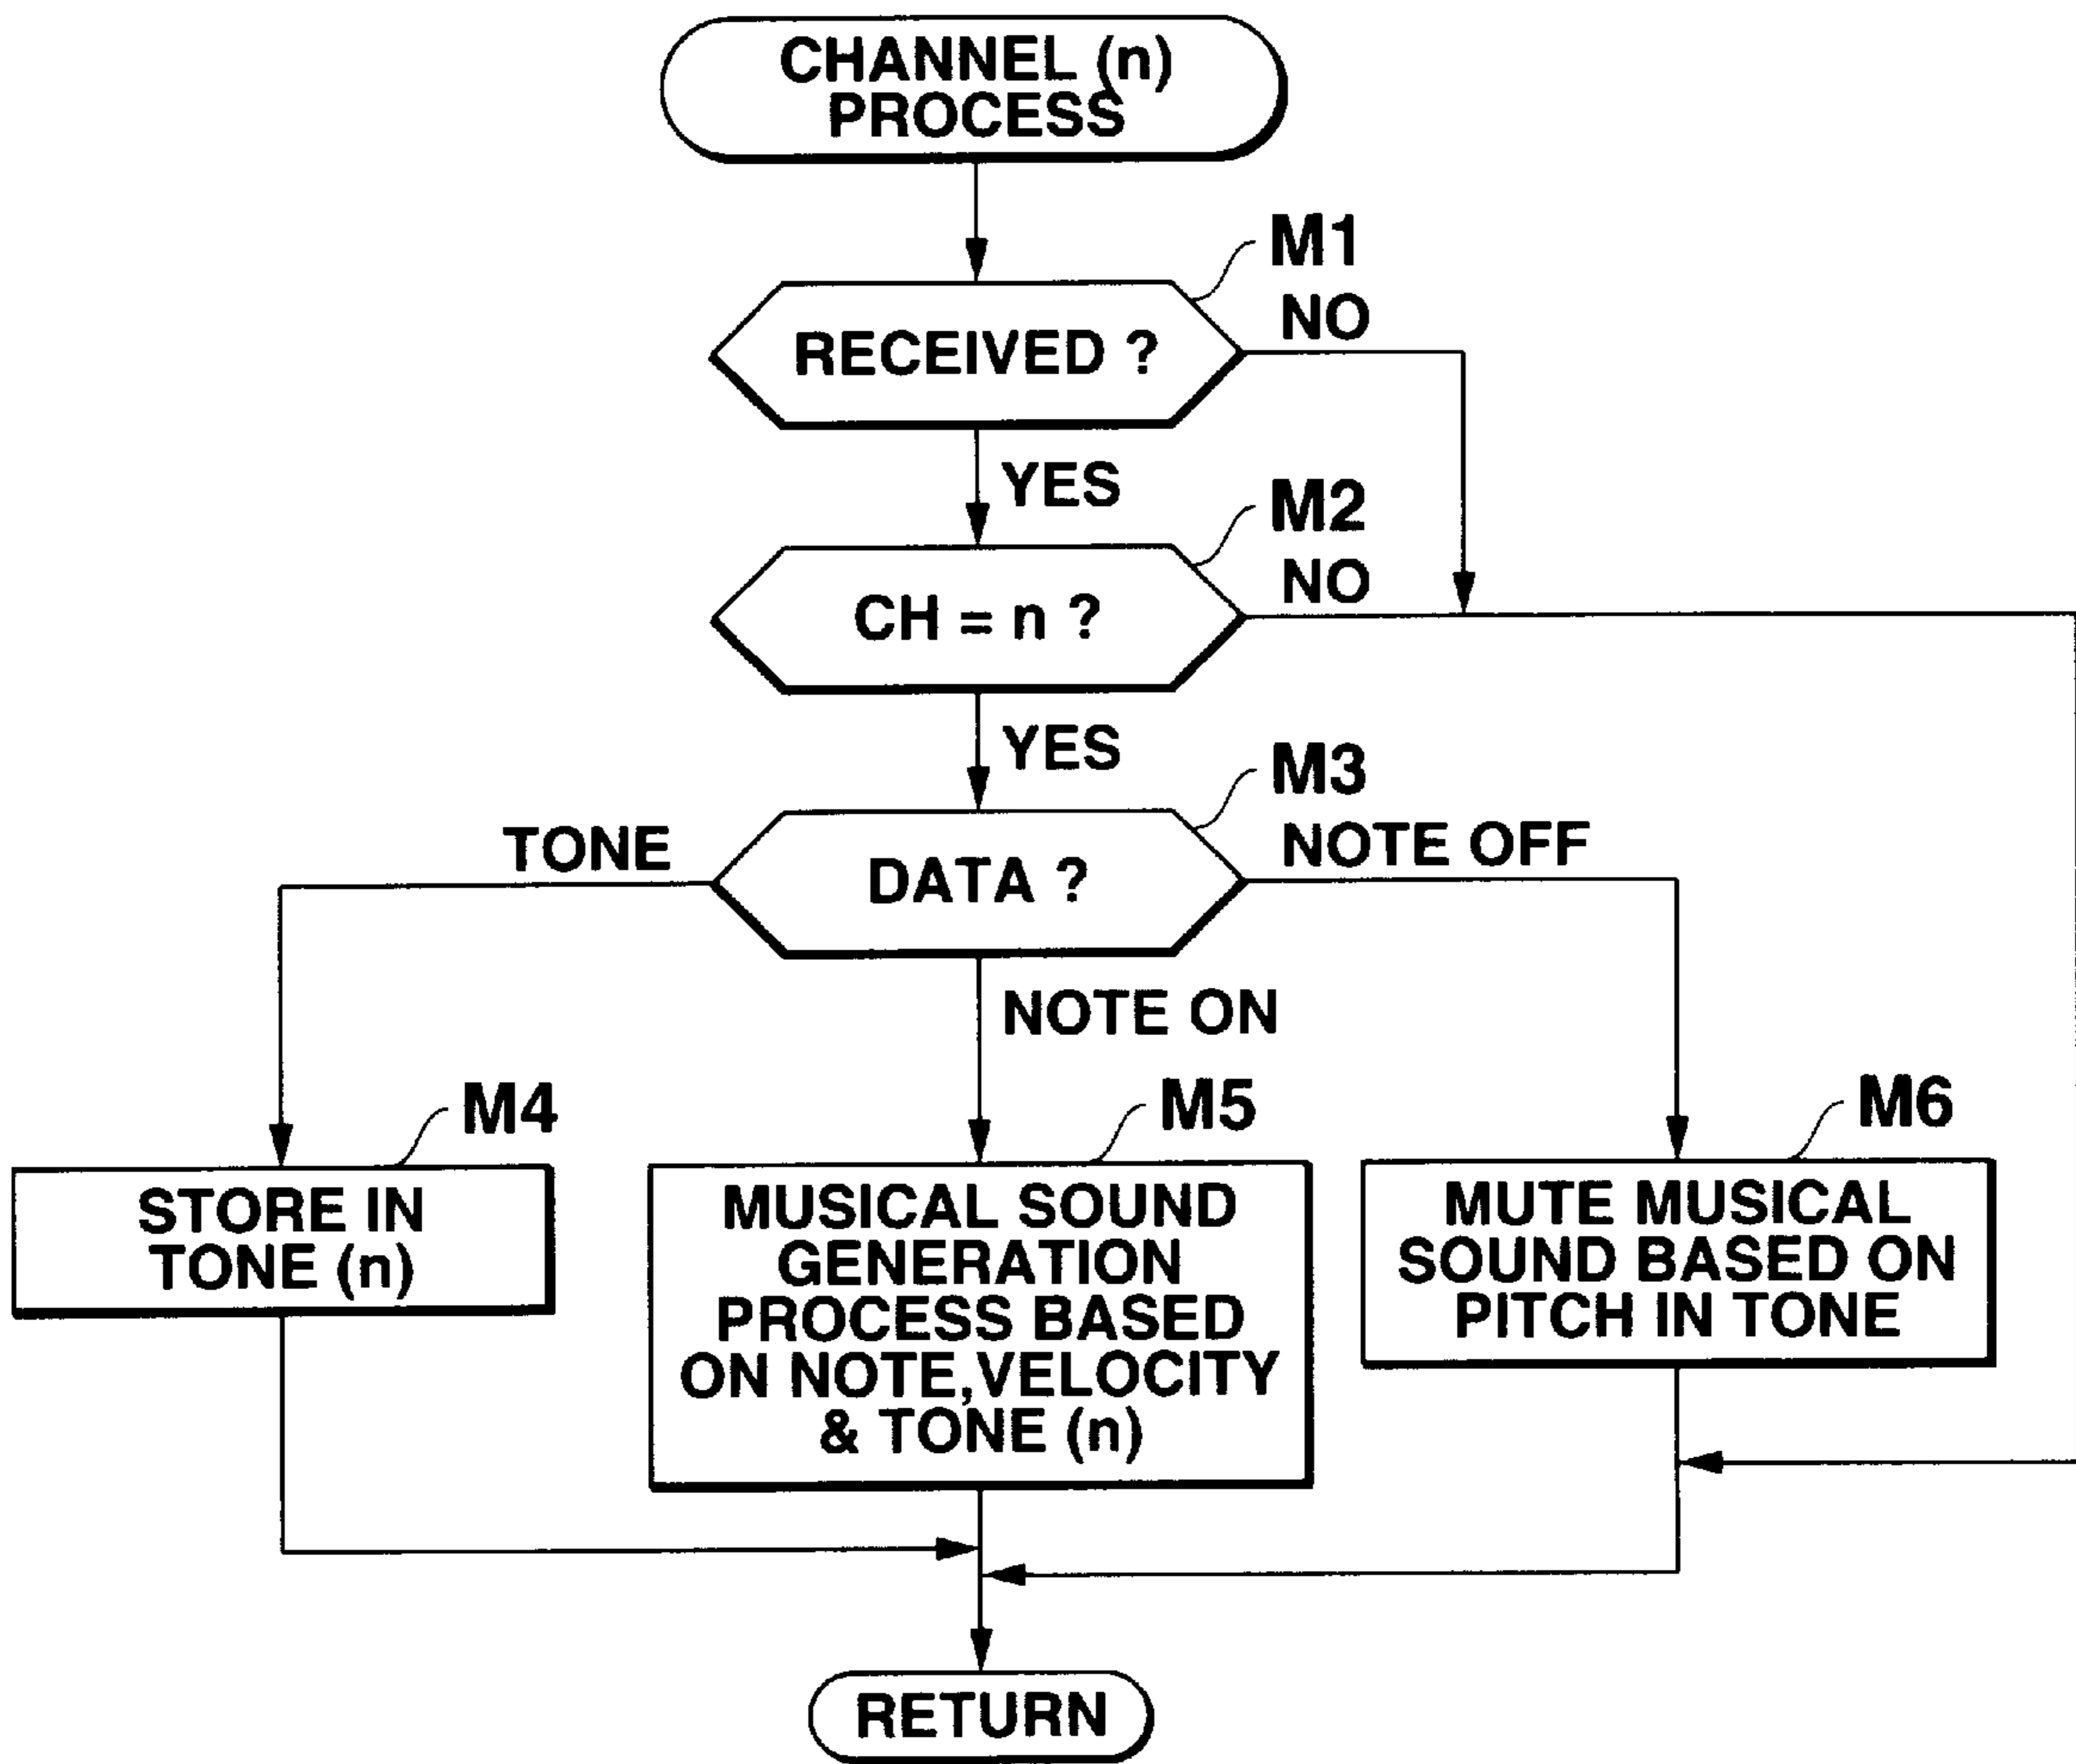 CHANNEL (n)
PROCESS
M1
NO
RECEIVED ?
YES
M2
NO
CH = n ?
YES
M3
TONE
NOTE OFF
DATA ?
NOTE ON
M4
M5
M6
STORE IN
TONE (n)
MUSICAL SOUND
GENERATION
PROCESS BASED
ON NOTE,VELOCITY
& TONE (n)
MUTE MUSICAL
SOUND BASED ON
PITCH IN TONE
RETURN